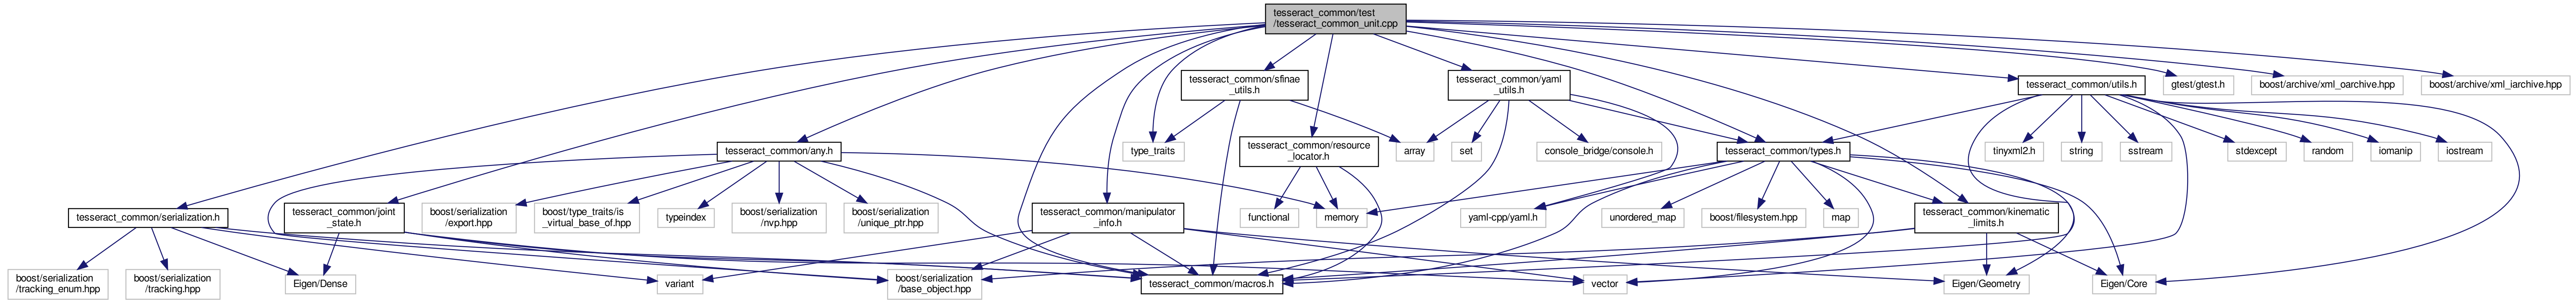 tesseract_common/test
/tesseract_common_unit.cpp
tesseract_common/sfinae
_utils.h
tesseract_common/yaml
_utils.h
tesseract_common/utils.h
gtest/gtest.h
boost/archive/xml_oarchive.hpp
boost/archive/xml_iarchive.hpp
tesseract_common/any.h
type_traits
tesseract_common/resource
_locator.h
array
set
console_bridge/console.h
tesseract_common/types.h
tinyxml2.h
string
sstream
stdexcept
random
iomanip
iostream
tesseract_common/serialization.h
tesseract_common/joint
_state.h
boost/serialization
/export.hpp
boost/type_traits/is
_virtual_base_of.hpp
typeindex
boost/serialization
/nvp.hpp
boost/serialization
/unique_ptr.hpp
tesseract_common/manipulator
_info.h
functional
memory
yaml-cpp/yaml.h
unordered_map
boost/filesystem.hpp
map
tesseract_common/kinematic
_limits.h
boost/serialization
/tracking_enum.hpp
boost/serialization
/tracking.hpp
Eigen/Dense
variant
boost/serialization
/base_object.hpp
tesseract_common/macros.h
vector
Eigen/Geometry
Eigen/Core